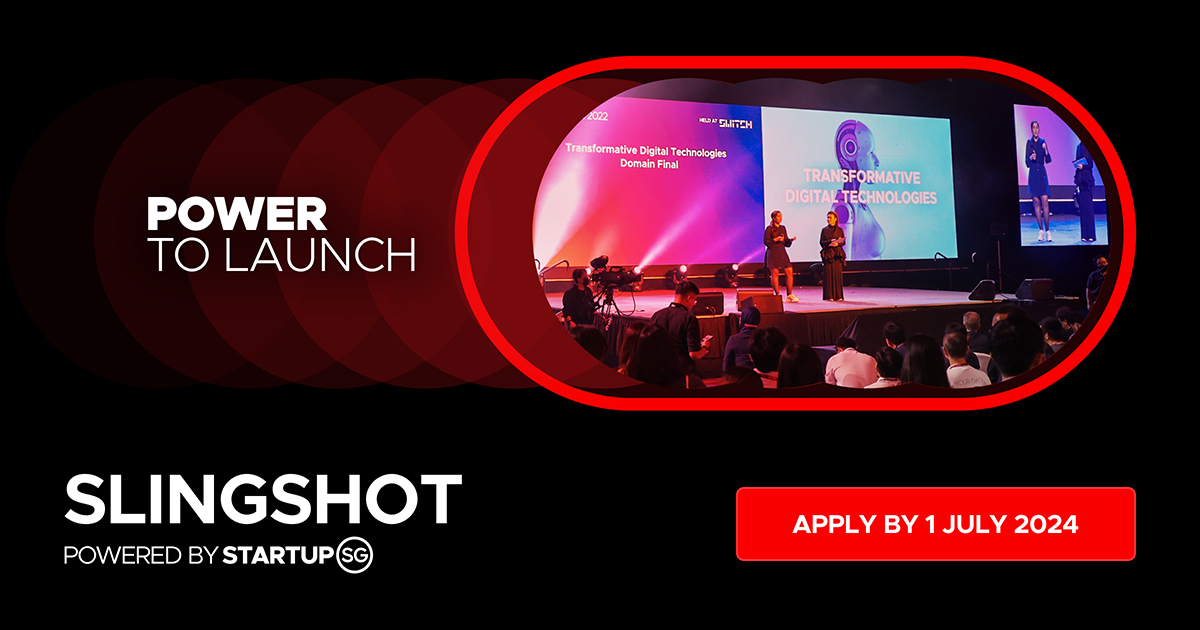 POWER
TO LAUNCH
2022
HELD AT SWITCH
Transformative Digital Technologies
Domain Final
TRANSFORMATIVE
DIGITAL TECHNOLOGIES
SLINGSHOT
POWERED BY STARTUP SG
APPLY BY 1 JULY 2024